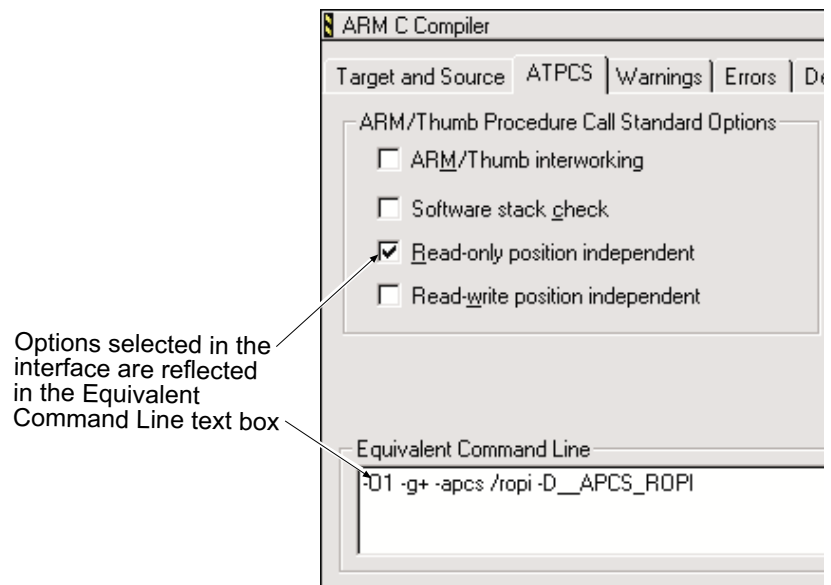 ARM C Compiler
Target and Source
ATPCS
Warnings
Errors
De
ARM/Thumb Procedure Call Standard Options
ARM/Thumb interworking
Software stack check
Read-only position independent
Read-write position independent
Options selected in the
interface are reflected
in the Equivalent
Command Line text box
Equivalent Command Line
-O1 -g+ -apcs /ropi -D__APCS_ROPI